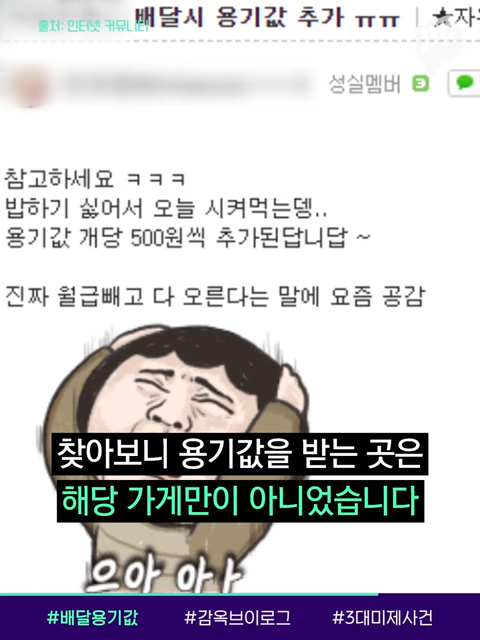 출처: 인터넷 커뮤니티
배달시 용기값 추가 ㅠㅠ | ★자유
성실멤버
참고하세요 ㅋㅋㅋ
밥하기 싫어서 오늘 시켜먹는뎅..
용기값 개당 500원씩 추가된답니답 ~
진짜 월급빼고 다 오른다는 말에 요즘 공감
찾아보니 용기값을 받는 곳은
해당 가게만이 아니었습니다
으아 아
#배달용기값 #감옥브이로그 #3대미제사건